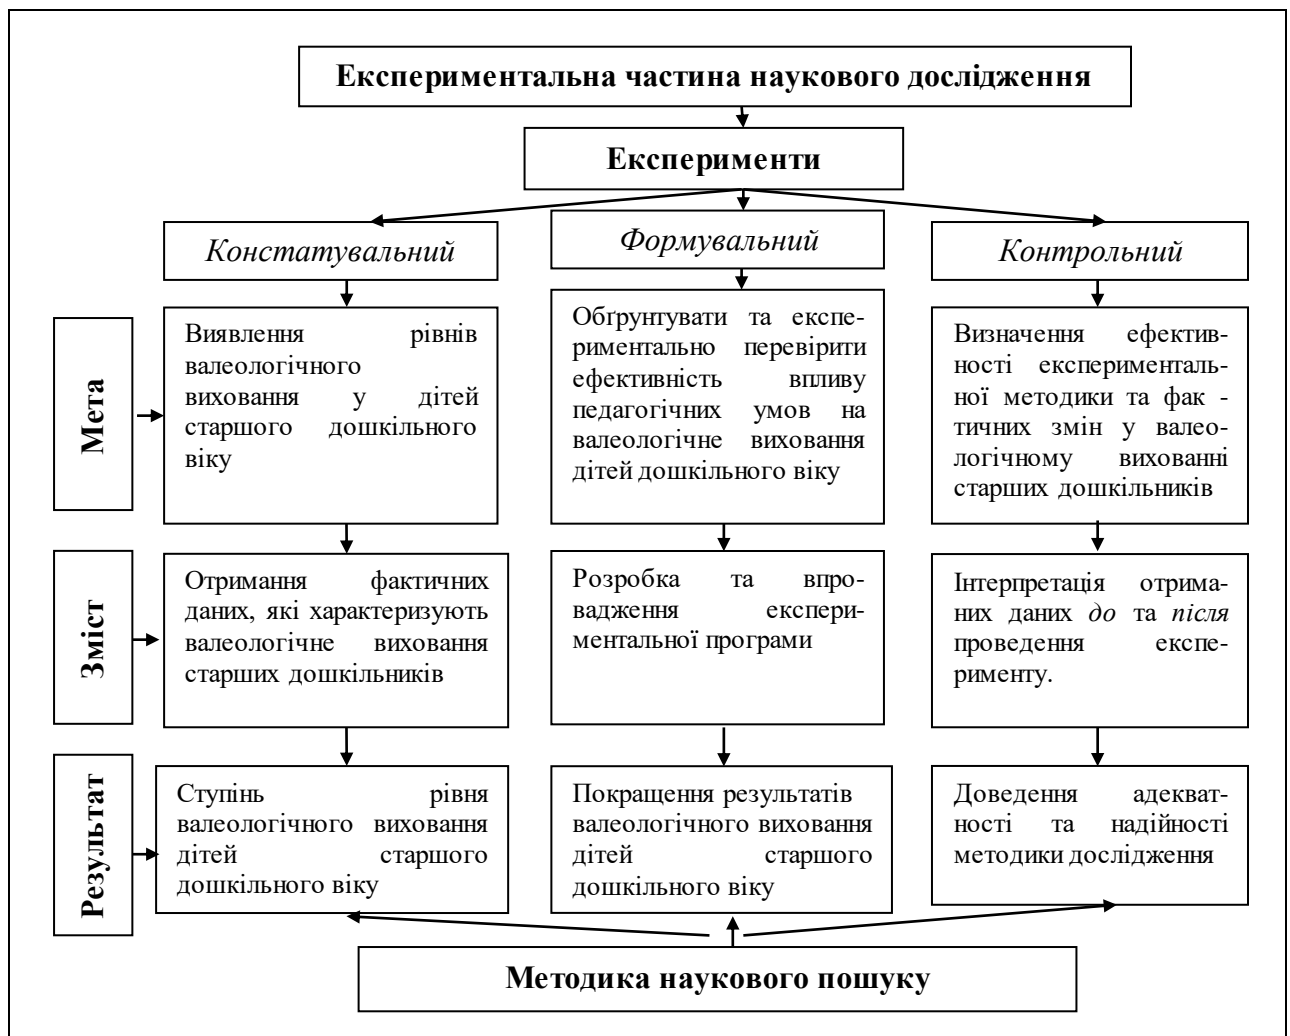 Експериментальна частина наукового дослідження
Експерименти
Констатувальний
Формувальний
Контрольний
Мета
Виявлення рівнів
валеологічного
виховання у дітей
старшого дошкільного
віку
Обґрунтувати та експе-
риментально перевірити
ефективність впливу
педагогічних умов на
валеологічне виховання
дітей дошкільного віку
Визначення ефектив-
ності експерименталь-
ної методики та фак -
тичних змін у валео-
логічному вихованні
старших дошкільників
Зміст
Отримання фактичних
даних, які характеризують
валеологічне виховання
старших дошкільників
Розробка та впро-
вадження експери-
ментальної програми
Інтерпретація отрима-
них даних до та після
проведення експе-
рименту.
Результат
Ступінь рівня
валеологічного виховання
дітей старшого
дошкільного віку
Покращення результатів
валеологічного виховання
дітей старшого
дошкільного віку
Доведення адекват-
ності та надійності
методики дослідження
Методика наукового пошуку